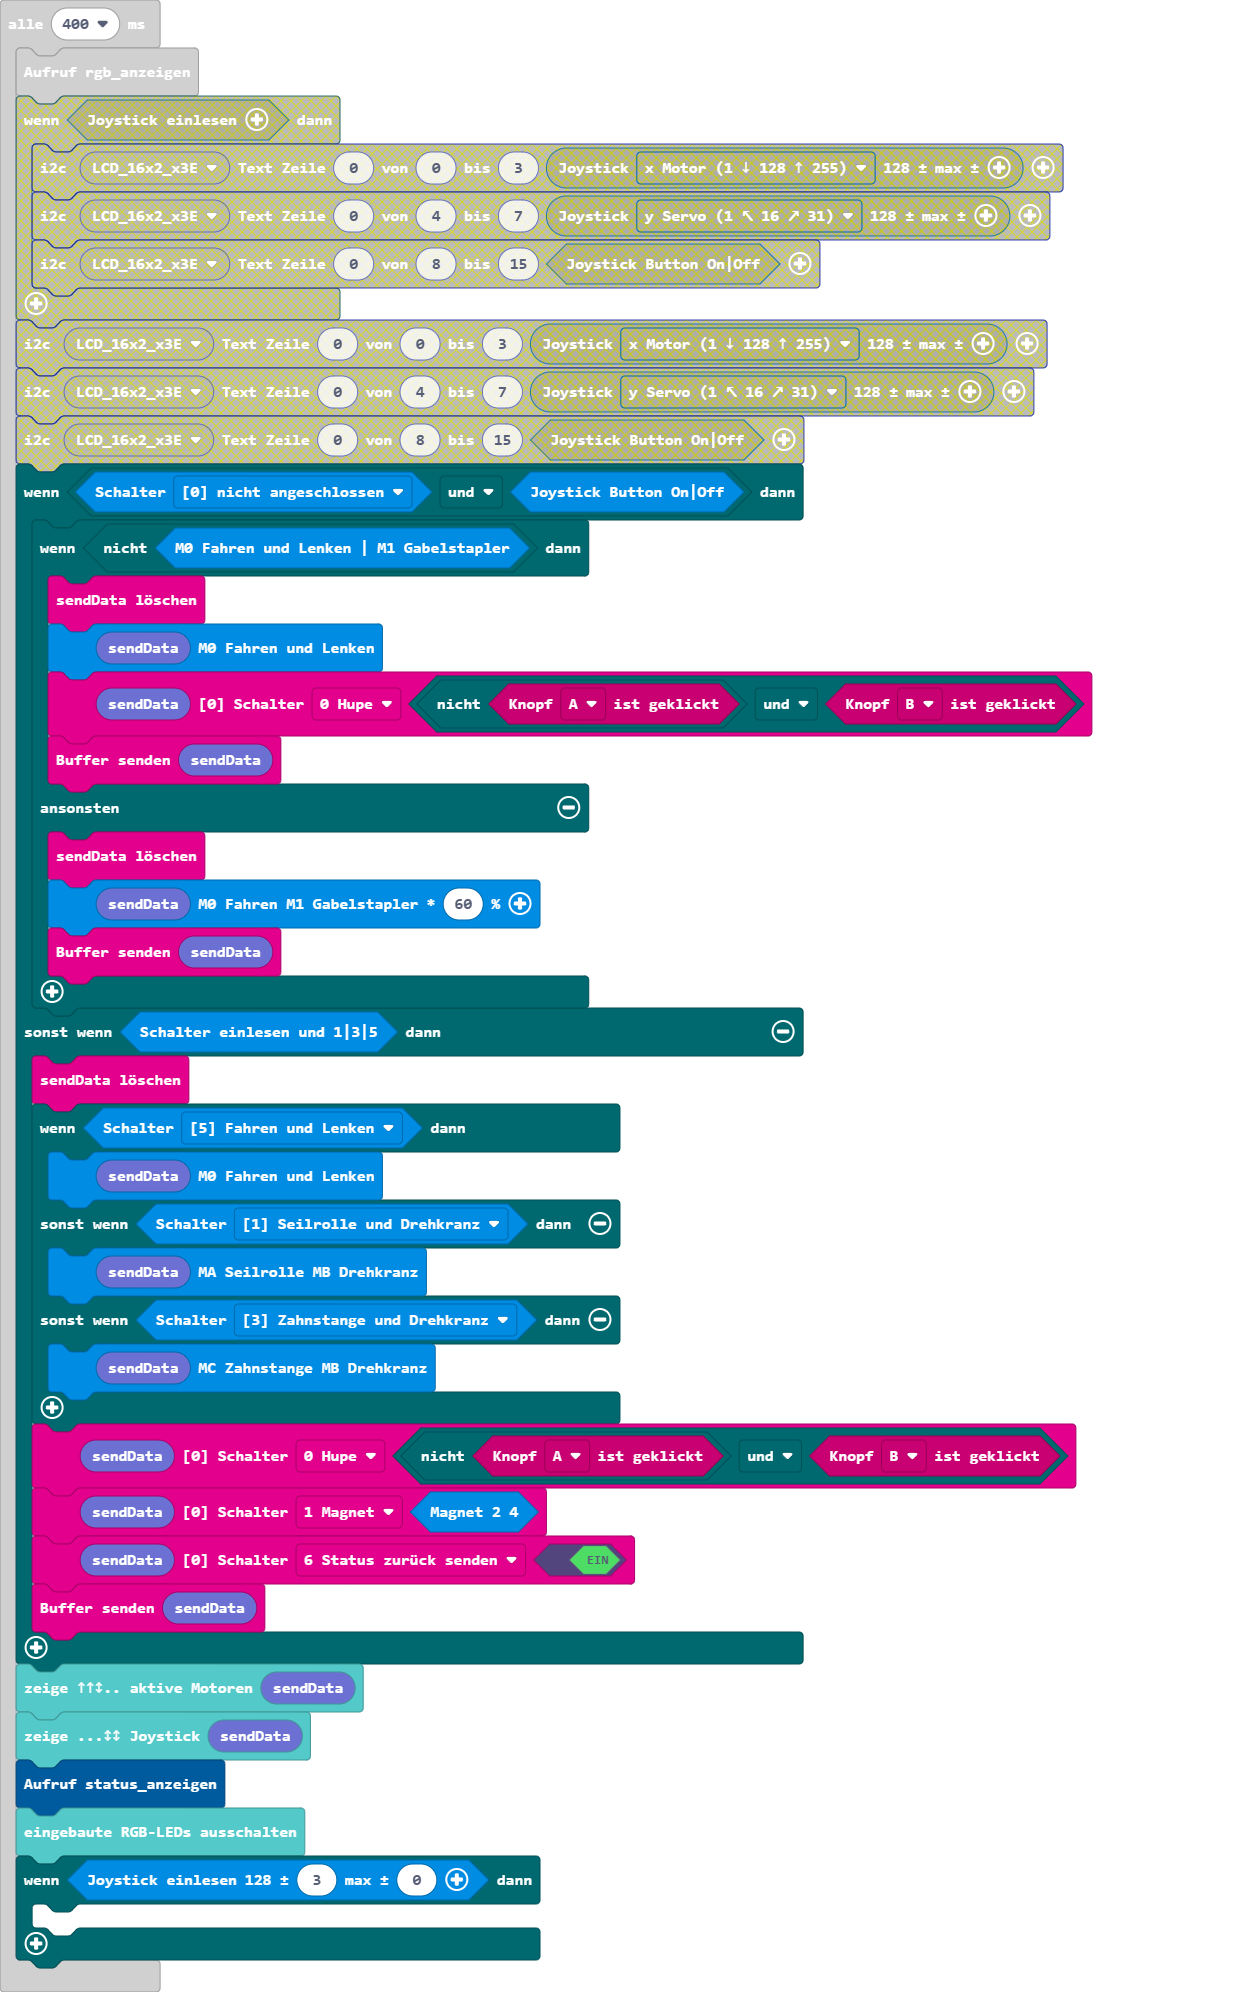 alle 400 ms
Aufruf rgb_anzeigen
wenn Joystick einlesen dann
i2c LCD_16x2_x3E Text Zeile 0 von 0 bis 3 Joystick x Motor (1 ↓ 128 ↑ 255) 128 ± max ±
i2c LCD_16x2_x3E Text Zeile 0 von 4 bis 7 Joystick y Servo (1 ↖ 16 ↗ 31) 128 ± max ±
i2c LCD_16x2_x3E Text Zeile 0 von 8 bis 15 Joystick Button On|Off
i2c LCD_16x2_x3E Text Zeile 0 von 0 bis 3 Joystick x Motor (1 ↓ 128 ↑ 255) 128 ± max ±
i2c LCD_16x2_x3E Text Zeile 0 von 4 bis 7 Joystick y Servo (1 ↖ 16 ↗ 31) 128 ± max ±
i2c LCD_16x2_x3E Text Zeile 0 von 8 bis 15 Joystick Button On|Off
wenn Schalter [0] nicht angeschlossen und Joystick Button On|Off dann
wenn nicht M0 Fahren und Lenken | M1 Gabelstapler dann
sendData löschen
sendData M0 Fahren und Lenken
sendData [0] Schalter 0 Hupe nicht Knopf A ist geklickt und Knopf B ist geklickt
Buffer senden sendData
ansonsten
sendData löschen
sendData M0 Fahren M1 Gabelstapler * 60 %
Buffer senden sendData
sonst wenn Schalter einlesen und 1|3|5 dann
sendData löschen
wenn Schalter [5] Fahren und Lenken dann
sendData M0 Fahren und Lenken
sonst wenn Schalter [1] Seilrolle und Drehkranz dann
sendData MA Seilrolle MB Drehkranz
sonst wenn Schalter [3] Zahnstange und Drehkranz dann
sendData MC Zahnstange MB Drehkranz
sendData [0] Schalter 0 Hupe nicht Knopf A ist geklickt und Knopf B ist geklickt
sendData [0] Schalter 1 Magnet Magnet 2 4
sendData [0] Schalter 6 Status zurück senden EIN
Buffer senden sendData
zeige ↑↑↕.. aktive Motoren sendData
zeige ...↕↕ Joystick sendData
Aufruf status_anzeigen
eingebaute RGB-LEDs ausschalten
wenn Joystick einlesen 128 ± 3 max ± 0 dann